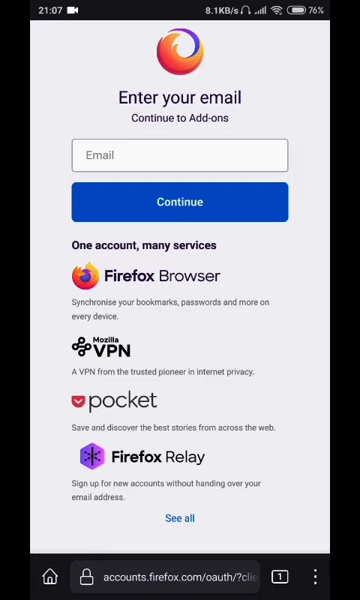 21:07 8.1KB/s 76%
Enter your email
Continue to Add-ons
Email
Continue
One account, many services
Firefox Browser
Synchronise your bookmarks, passwords and more on
every device.
Mozilla
VPN
A VPN from the trusted pioneer in internet privacy.
pocket
Save and discover the best stories from across the web.
Firefox Relay
Sign up for new accounts without handing over your
email address.
See all
accounts.firefox.com/oauth/?clie
1